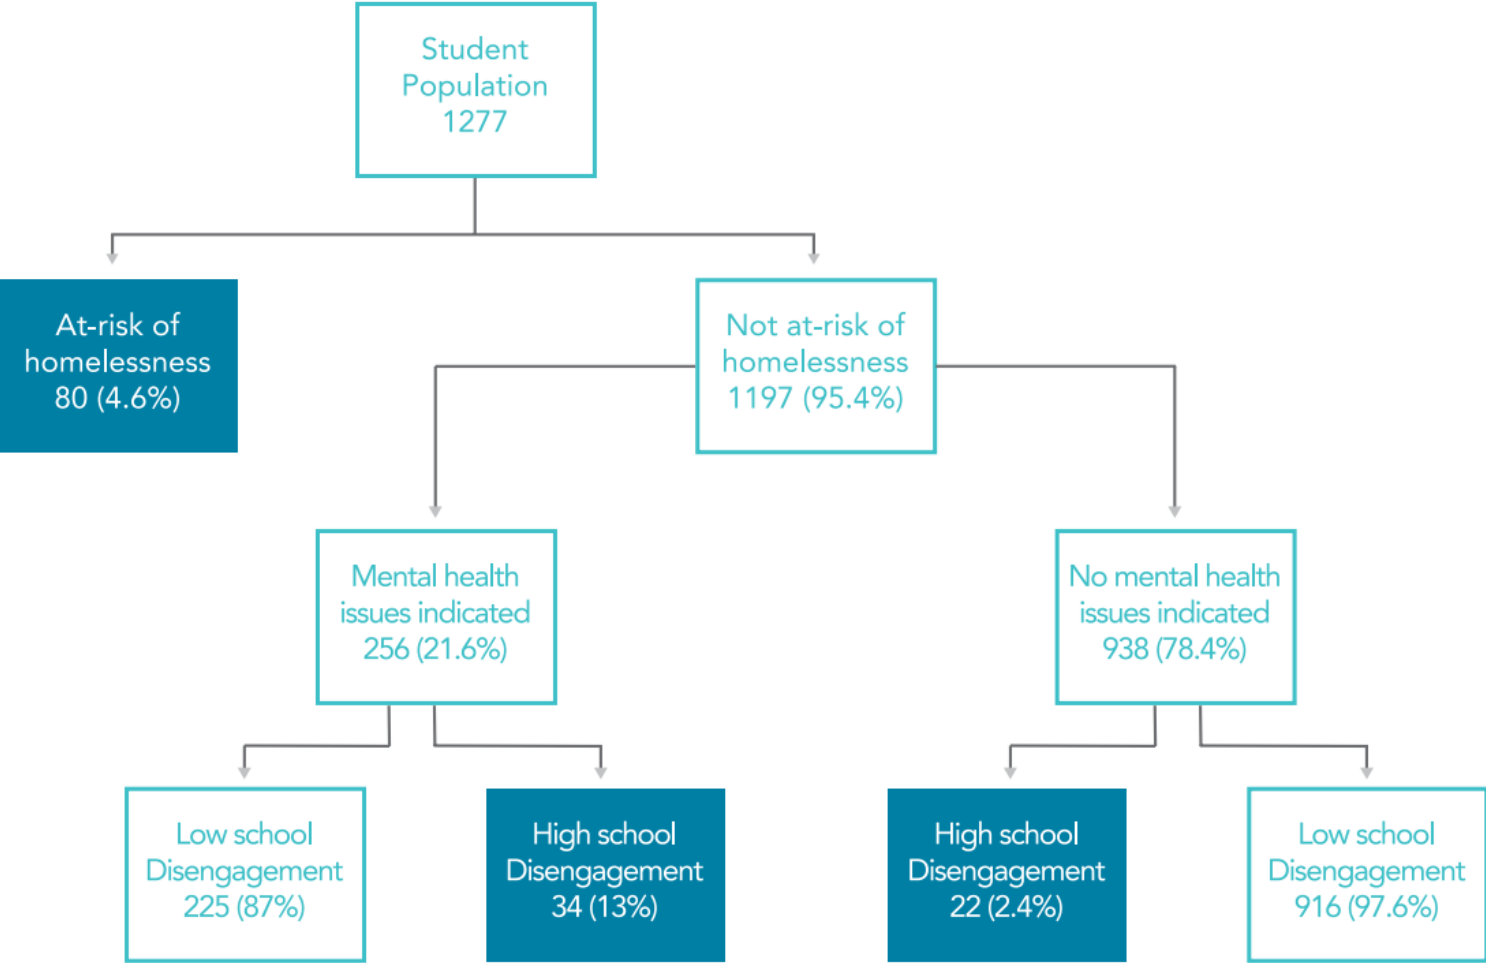 Student
Population
1277
At-risk of
homelessness
80 (4.6%)
Not at-risk of
homelessness
1197 (95.4%)
Mental health
issues indicated
256 (21.6%)
No mental health
issues indicated
938 (78.4%)
Low school
Disengagement
225 (87%)
High school
Disengagement
34 (13%)
High school
Disengagement
22 (2.4%)
Low school
Disengagement
916 (97.6%)